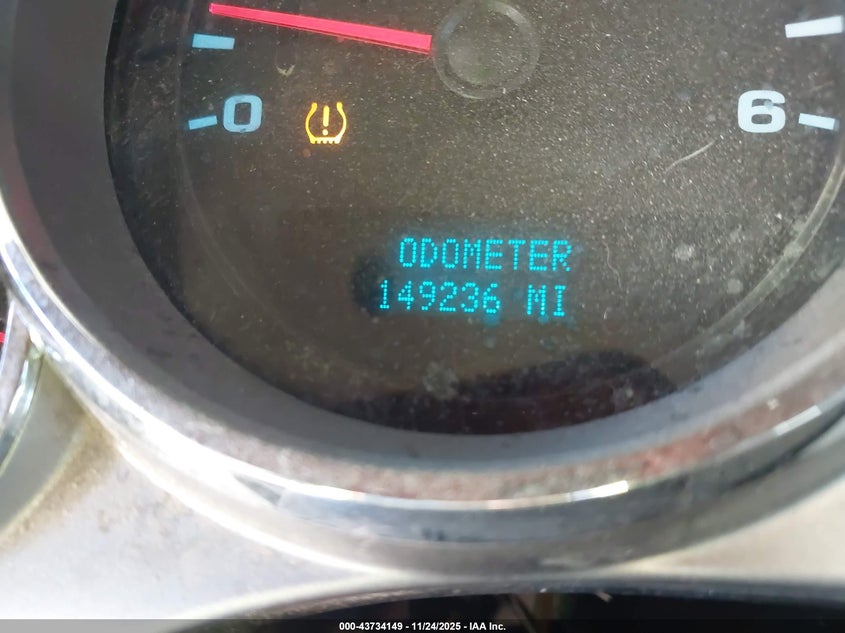 0
6
ODOMETER
149236 MI
000-43734149 - 11/24/2025 - IAA Inc.